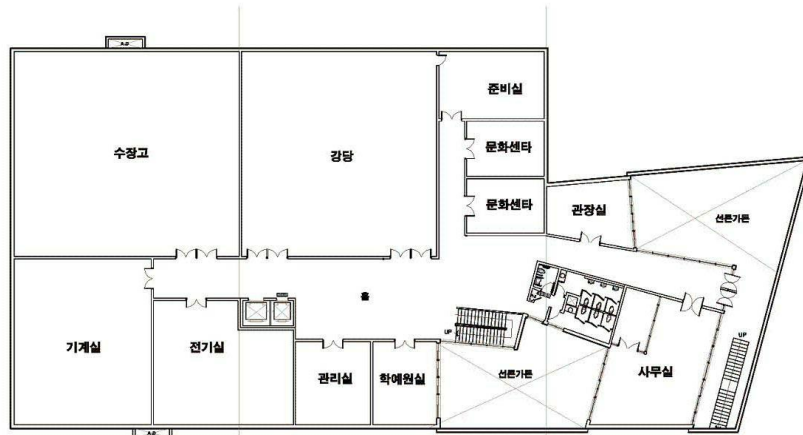 준비실
수장고
강당
문화센타
문화센타
관장실
선큰가든
홀
UP
UP
기계실
전기실
관리실
학예원실
선큰가든
사무실